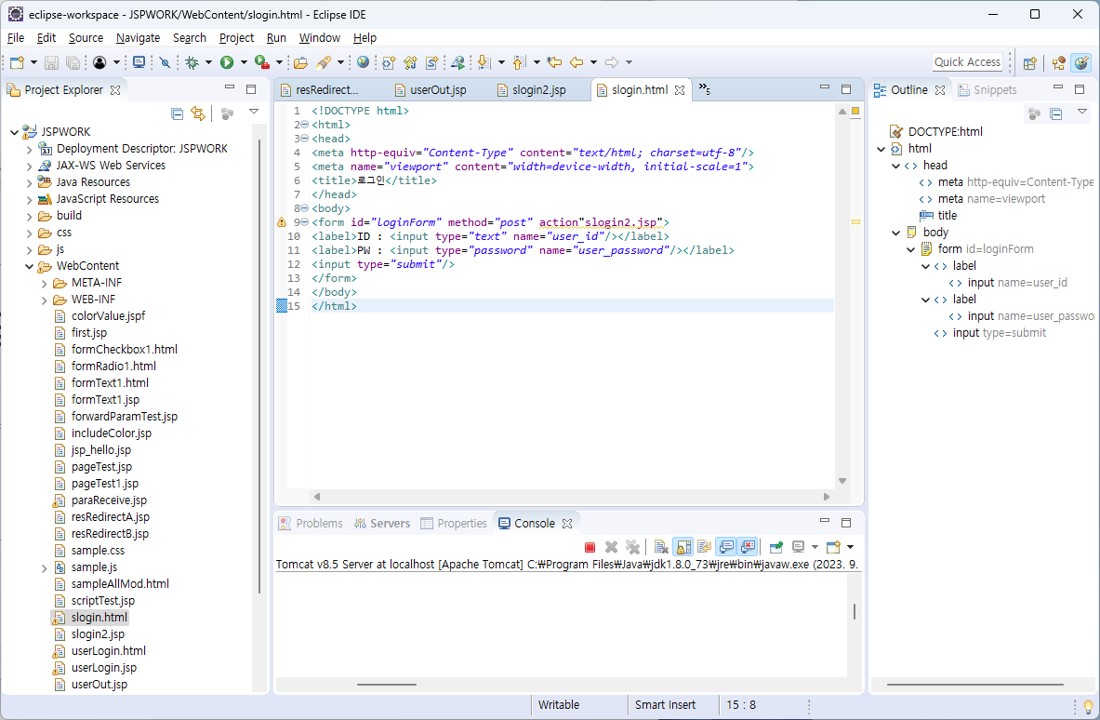 eclipse-workspace - JSPWORK/WebContent/slogin.html - Eclipse IDE
File Edit Source Navigate Search Project Run Window Help
Quick Access
Project Explorer
JSPWORK
Deployment Descriptor: JSPWORK
JAX-WS Web Services
Java Resources
JavaScript Resources
build
css
js
WebContent
META-INF
WEB-INF
colorValue.jspf
first.jsp
formCheckbox1.html
formRadio1.html
formText1.html
formText1.jsp
forwardParamTest.jsp
includeColor.jsp
jsp_hello.jsp
pageTest.jsp
pageTest1.jsp
paraReceive.jsp
resRedirectA.jsp
resRedirectB.jsp
sample.css
sample.js
sampleAllMod.html
scriptTest.jsp
slogin.html
slogin2.jsp
userLogin.html
userLogin.jsp
userOut.jsp
resRedirect... userOut.jsp slogin2.jsp slogin.html »5
1 <!DOCTYPE html>
2 <html>
3 <head>
4 <meta http-equiv="Content-Type" content="text/html; charset=utf-8"/>
5 <meta name="viewport" content="width=device-width, initial-scale=1">
6 <title>로그인</title>
7 </head>
8 <body>
9 <form id="loginForm" method="post" action"slogin2.jsp">
10 <label>ID : <input type="text" name="user_id"/></label>
11 <label>PW : <input type="password" name="user_password"/></label>
12 <input type="submit"/>
13 </form>
14 </body>
15 </html>
Problems Servers Properties Console
Tomcat v8.5 Server at localhost [Apache Tomcat] C:₩Program Files₩Java₩jdk1.8.0_73₩jre₩bin₩javaw.exe (2023. 9.
Outline Snippets
DOCTYPE:html
html
head
meta http-equiv=Content-Type
meta name=viewport
title
body
form id=loginForm
label
input name=user_id
label
input name=user_passwo
input type=submit
Writable Smart Insert 15 : 8